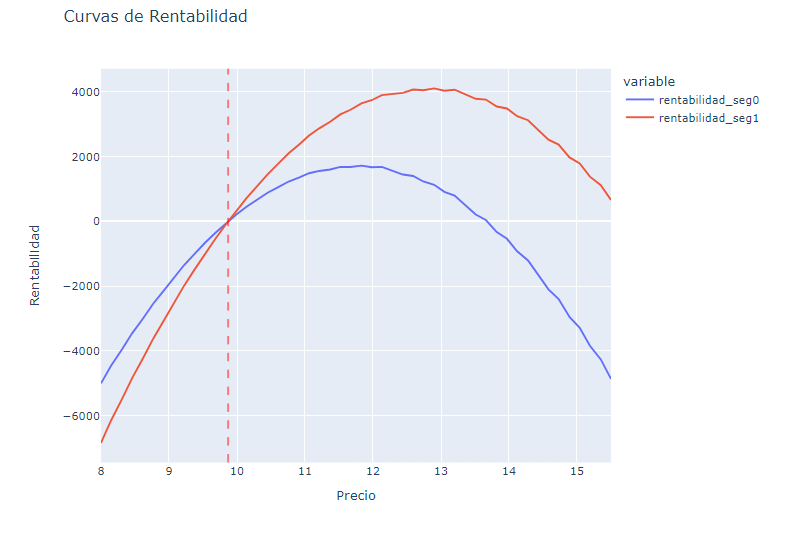 Curvas de Rentabilidad
variable
rentabilidad_seg0
rentabilidad_seg1
4000
2000
0
−2000
−4000
−6000
Rentabilidad
8 9 10 11 12 13 14 15
Precio